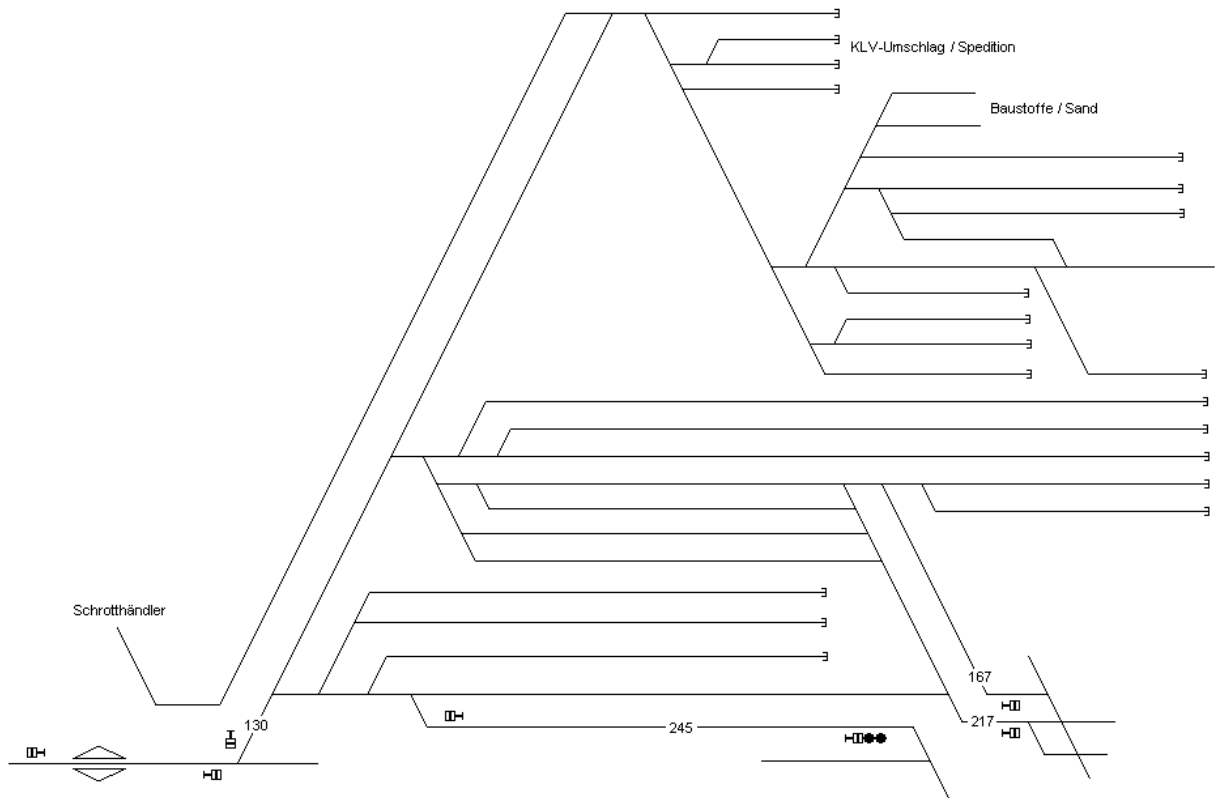 KLV-Umschlag / Spedition
Baustoffe / Sand
Schrotthändler
167
130
245
217